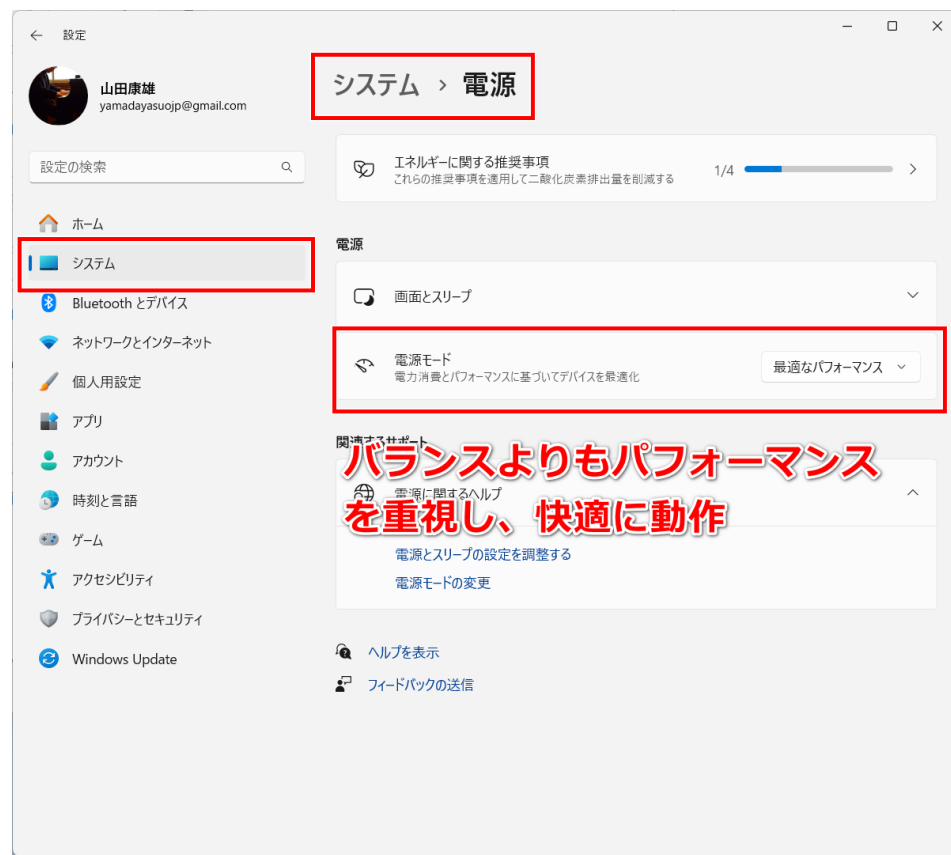 設定
山田康雄
yamadayasuojp@gmail.com
設定の検索
ホーム
システム
Bluetooth とデバイス
ネットワークとインターネット
個人用設定
アプリ
アカウント
時刻と言語
ゲーム
アクセシビリティ
プライバシーとセキュリティ
Windows Update
システム › 電源
エネルギーに関する推奨事項
これらの推奨事項を適用して二酸化炭素排出量を削減する
1/4
電源
画面とスリープ
電源モード
電力消費とパフォーマンスに基づいてデバイスを最適化
最適なパフォーマンス
関連するサポート
バランスよりもパフォーマンス
電源に関するヘルプ
を重視し、快適に動作
電源とスリープの設定を調整する
電源モードの変更
ヘルプを表示
フィードバックの送信